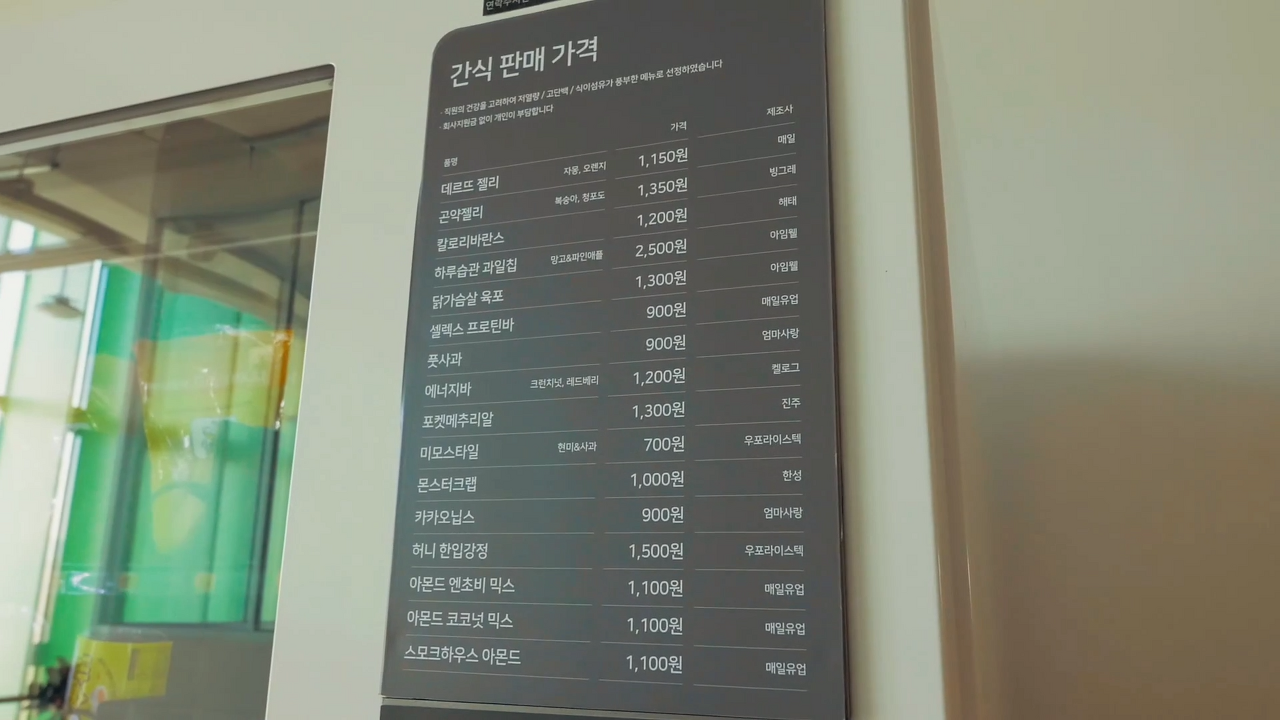 간식 판매 가격
· 직원의 건강을 고려하여 저열량 / 고단백 / 식이섬유가 풍부한 메뉴로 선정하였습니다
· 회사지원금 없이 개인이 부담합니다
품명 가격 제조사
데르뜨 젤리 자몽, 오렌지 1,150원 매일
곤약젤리 복숭아, 청포도 1,350원 빙그레
칼로리바란스 1,200원 해태
하루습관 과일칩 망고&파인애플 2,500원 아임웰
닭가슴살 육포 1,300원 아임웰
셀렉스 프로틴바 900원 매일유업
풋사과 900원 엄마사랑
에너지바 크런치넛, 레드베리 1,200원 켈로그
포켓메추리알 1,300원 진주
미모스타일 현미&사과 700원 우포라이스텍
몬스터크랩 1,000원 한성
카카오닙스 900원 엄마사랑
허니 한입강정 1,500원 우포라이스텍
아몬드 엔초비 믹스 1,100원 매일유업
아몬드 코코넛 믹스 1,100원 매일유업
스모크하우스 아몬드 1,100원 매일유업